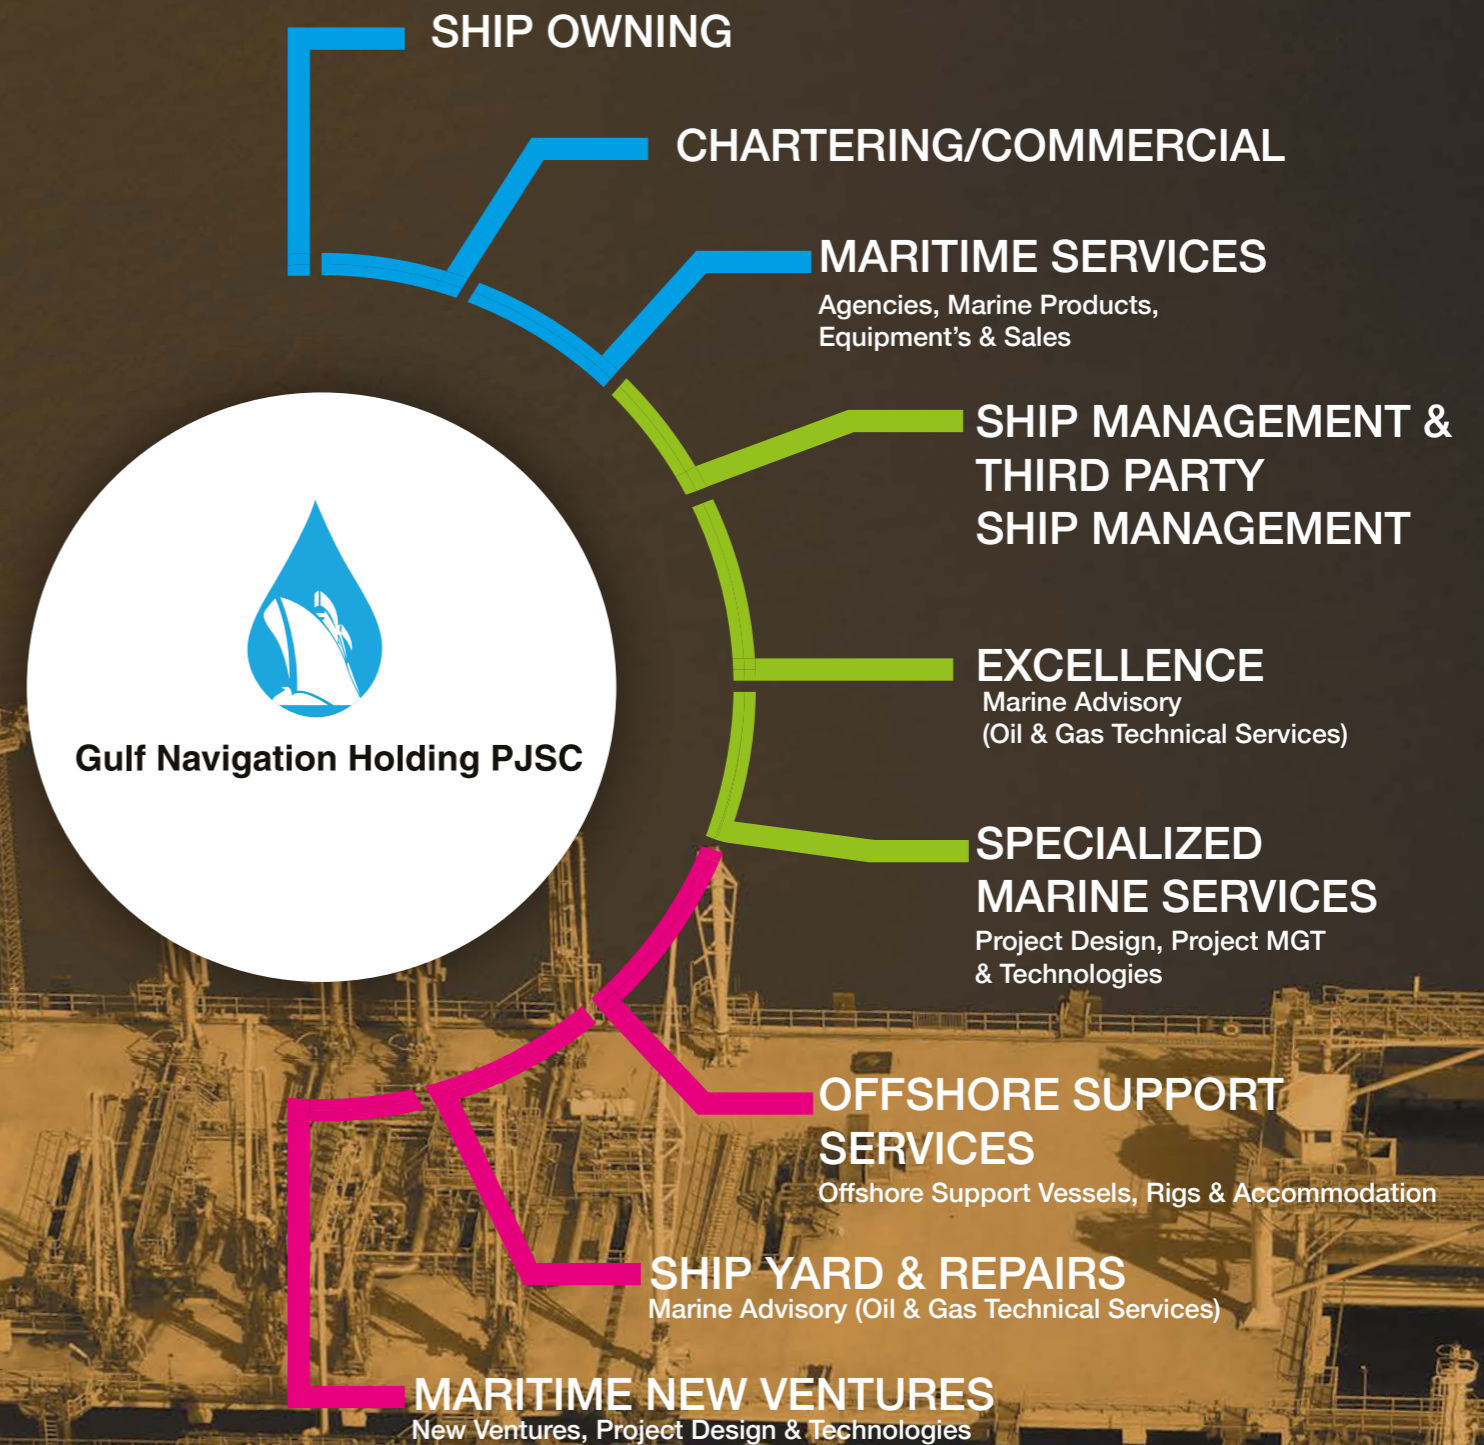 SHIP OWNING
CHARTERING/COMMERCIAL
MARITIME SERVICES
Agencies, Marine Products,
Equipment’s & Sales
SHIP MANAGEMENT &
THIRD PARTY
SHIP MANAGEMENT
Gulf Navigation Holding PJSC
EXCELLENCE
Marine Advisory
(Oil & Gas Technical Services)
SPECIALIZED
MARINE SERVICES
Project Design, Project MGT
& Technologies
OFFSHORE SUPPORT
SERVICES
Offshore Support Vessels, Rigs & Accommodation
SHIP YARD & REPAIRS
Marine Advisory (Oil & Gas Technical Services)
MARITIME NEW VENTURES
New Ventures, Project Design & Technologies